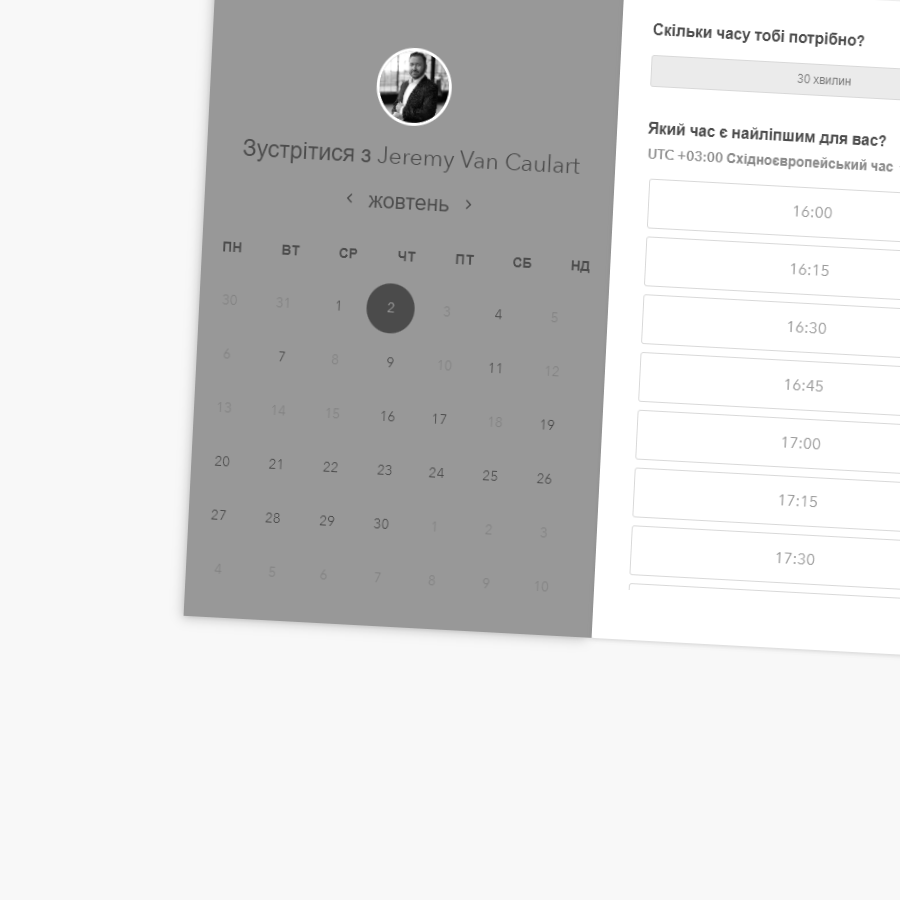 Зустрітися з Jeremy Van Caulart
‹ жовтень ›
ПН ВТ СР ЧТ ПТ СБ НД
30 31 1 2 3 4 5
6 7 8 9 10 11 12
13 14 15 16 17 18 19
20 21 22 23 24 25 26
27 28 29 30 1 2 3
4 5 6 7 8 9 10
Скільки часу тобі потрібно?
30 хвилин
Який час є найліпшим для вас?
UTC +03:00 Східноєвропейський час
16:00
16:15
16:30
16:45
17:00
17:15
17:30